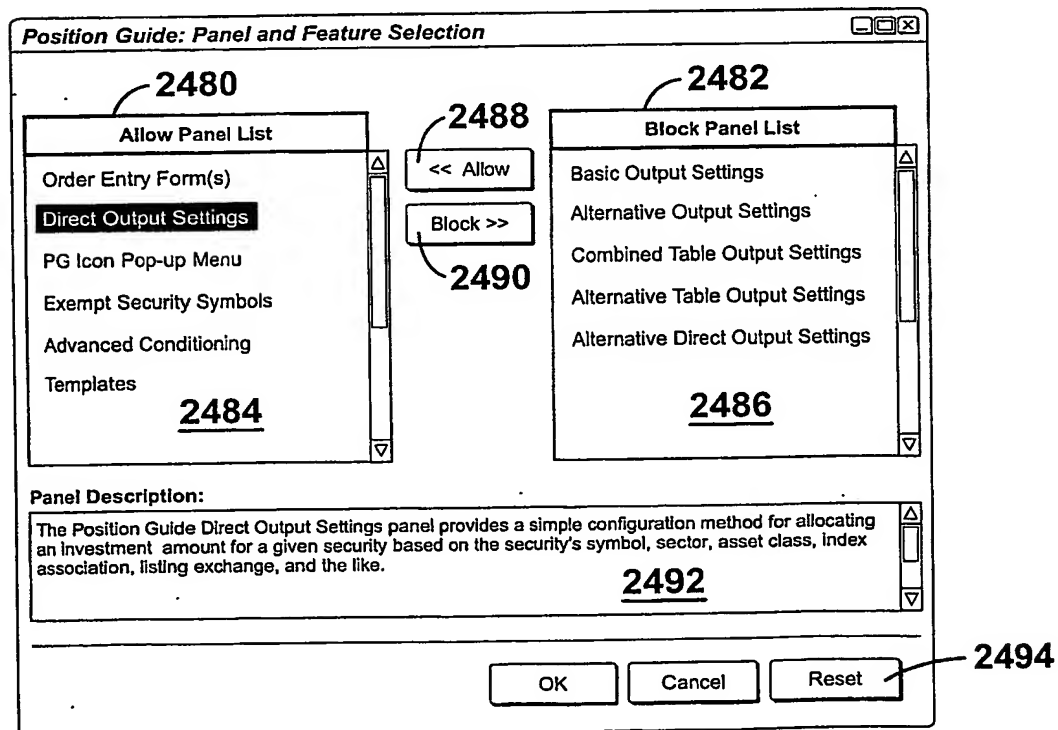 Position Guide: Panel and Feature Selection
2480
2482
2488
Allow Panel List
Block Panel List
Order Entry Form(s)
Direct Output Settings
PG Icon Pop-up Menu
Exempt Security Symbols
Advanced Conditioning
Templates
2484
<< Allow
Block >>
2490
Basic Output Settings
Alternative Output Settings
Combined Table Output Settings
Alternative Table Output Settings
Alternative Direct Output Settings
2486
Panel Description:
The Position Guide Direct Output Settings panel provides a simple configuration method for allocating
an investment amount for a given security based on the security's symbol, sector, asset class, index
association, listing exchange, and the like.
2492
OK
Cancel
Reset
2494